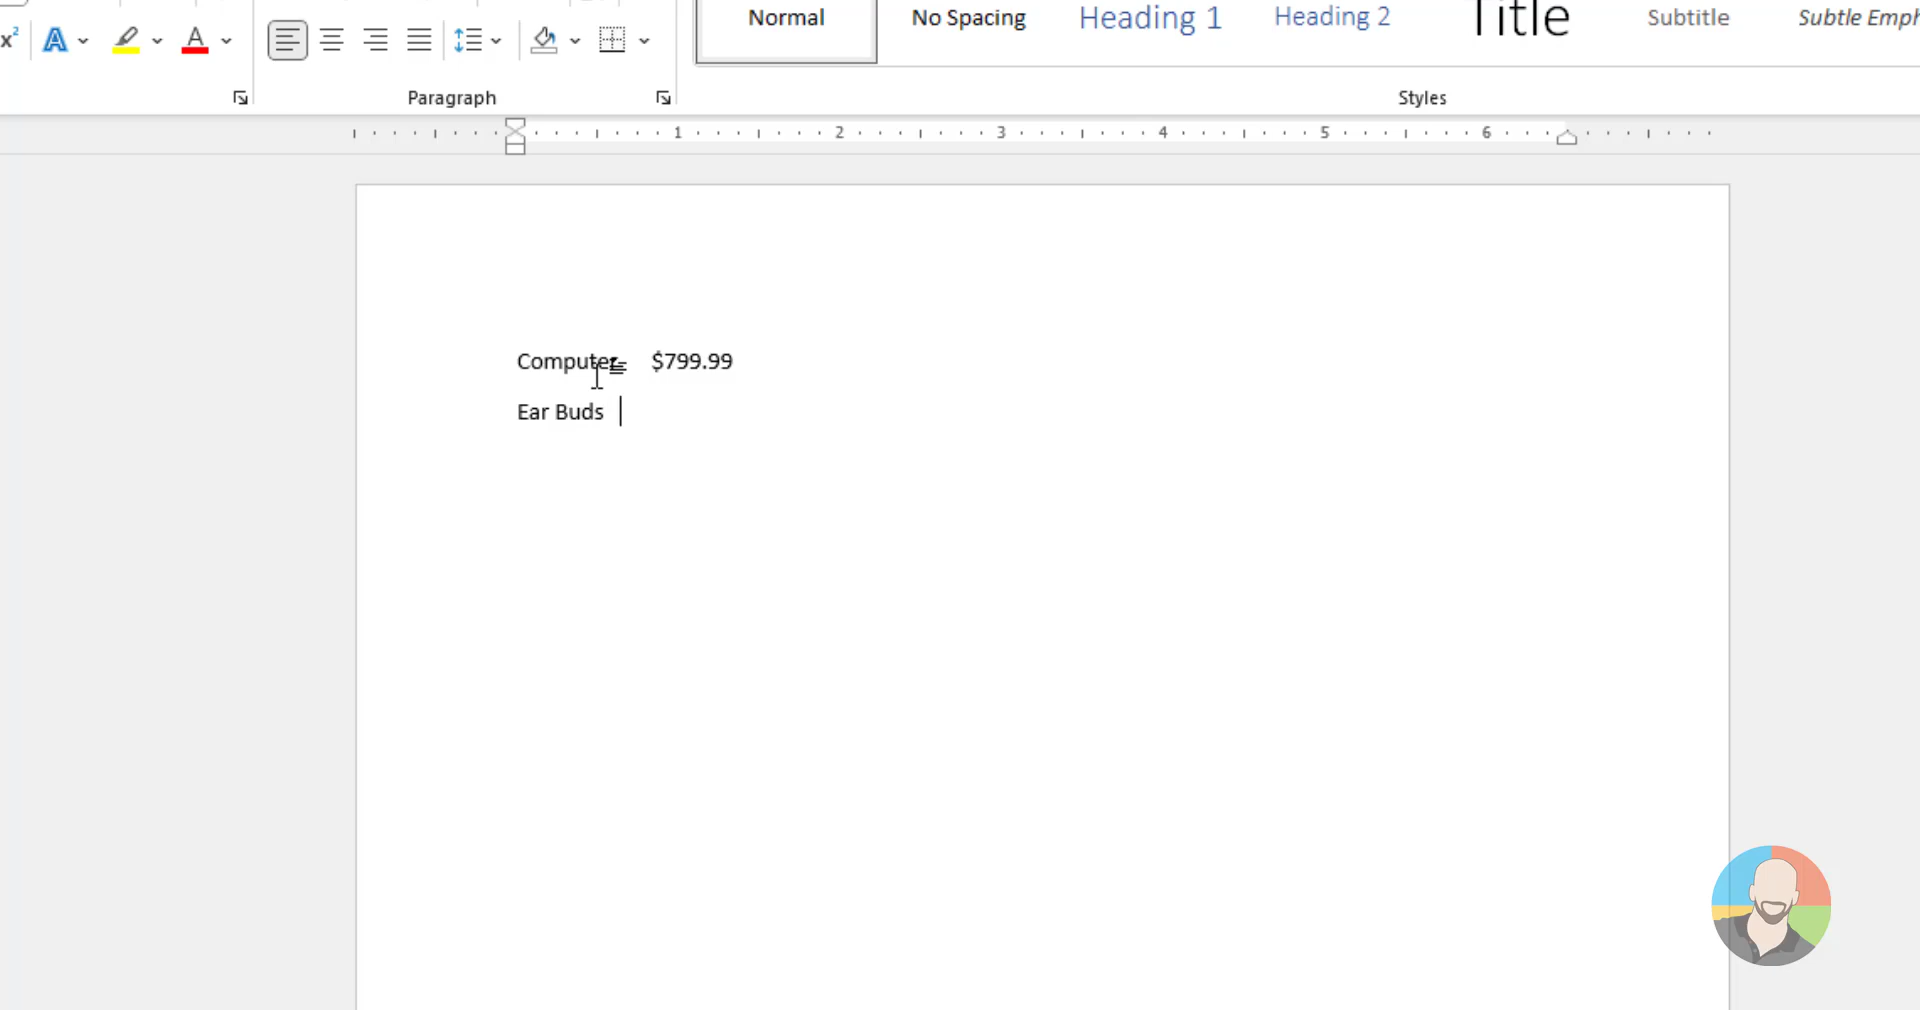 x²
A
A
Normal
No Spacing
Heading 1
Heading 2
Title
Subtitle
Subtle Emph
Paragraph
Styles
1 2 3 4 5 6
Computer $799.99
Ear Buds